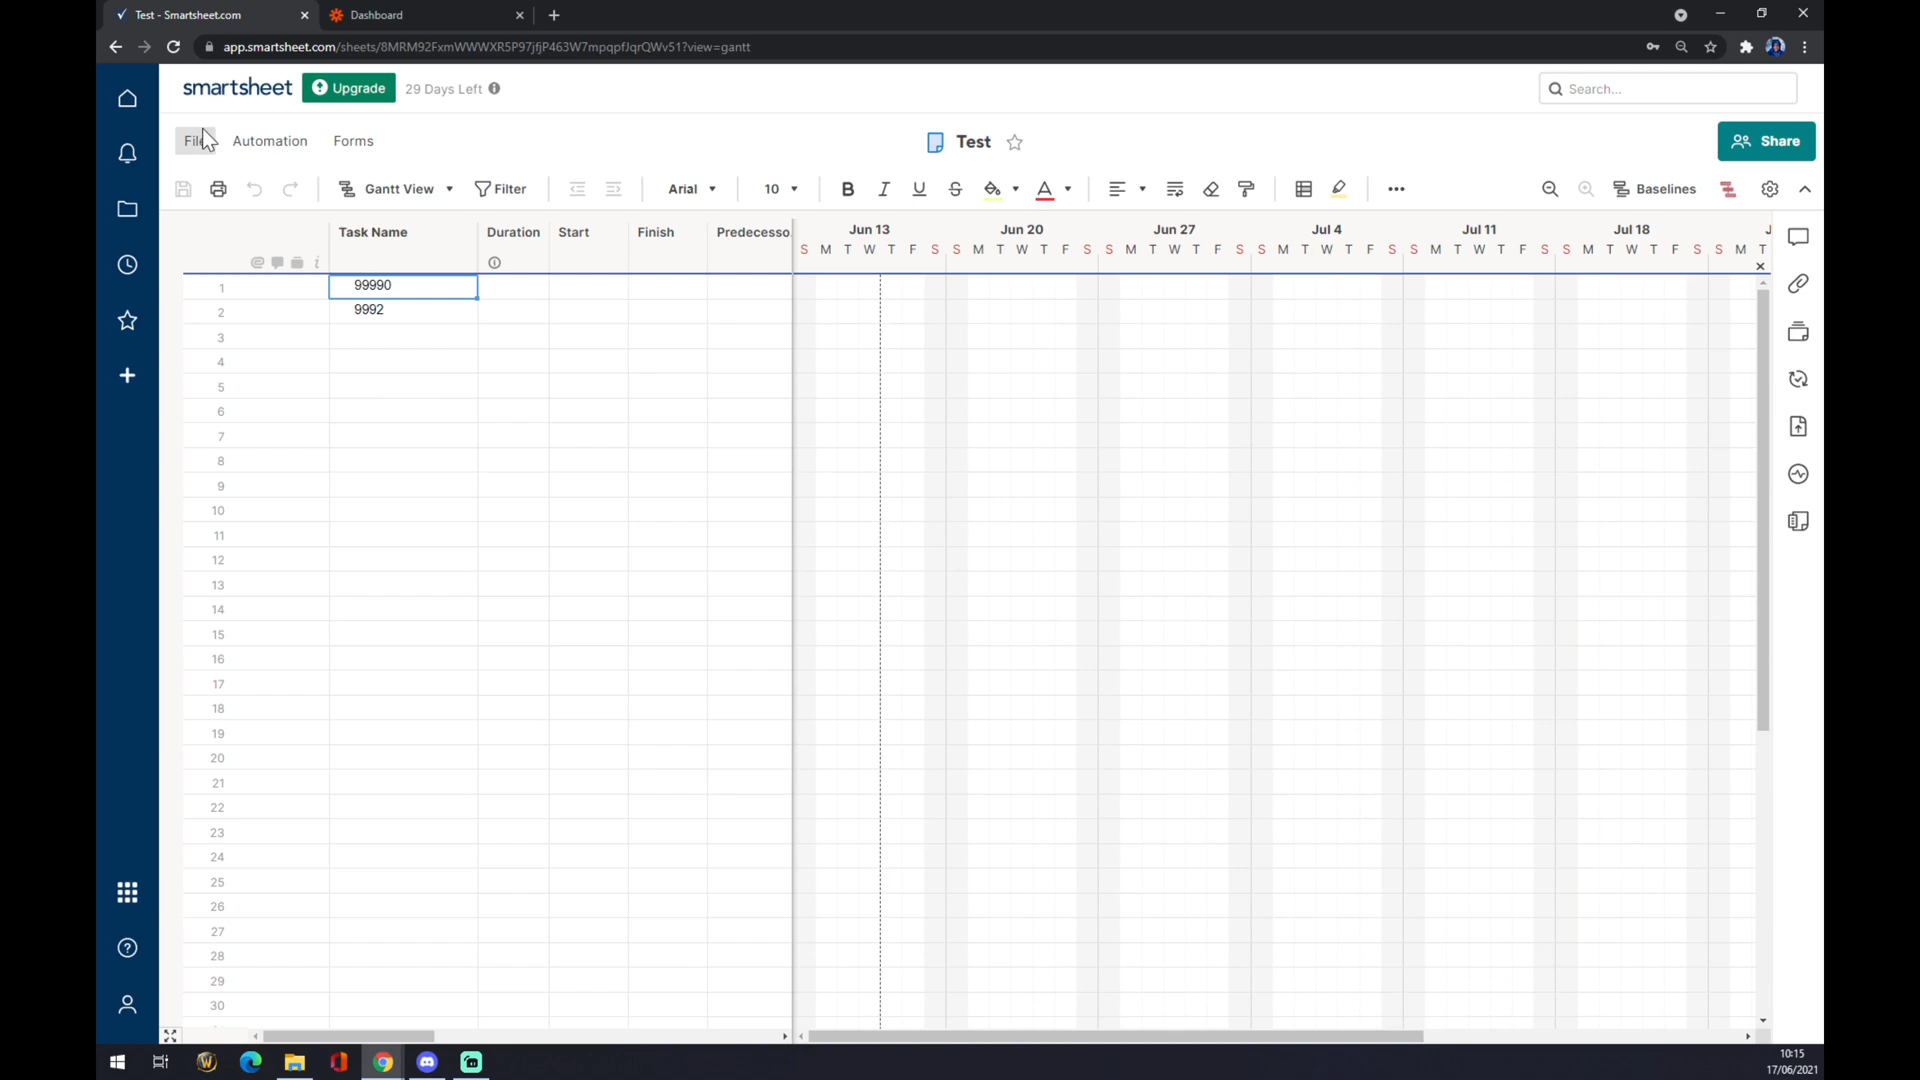 Test - Smartsheet.com
Dashboard
app.smartsheet.com/sheets/8MRM92FxmWWWXR5P97jfjP463W7mpqpfJqrQWv51?view=gantt
smartsheet Upgrade 29 Days Left
Search...
File Automation Forms
Test
Share
Gantt View Filter Arial 10 Baselines
Task Name Duration Start Finish Predecesso
Jun 13 Jun 20 Jun 27 Jul 4 Jul 11 Jul 18
S M T W T F S S M T W T F S S M T W T F S S M T W T F S S M T W T F S S M T W T F S S M T
1 99990
2 9992
3
4
5
6
7
8
9
10
11
12
13
14
15
16
17
18
19
20
21
22
23
24
25
26
27
28
29
30
10:15
17/06/2021